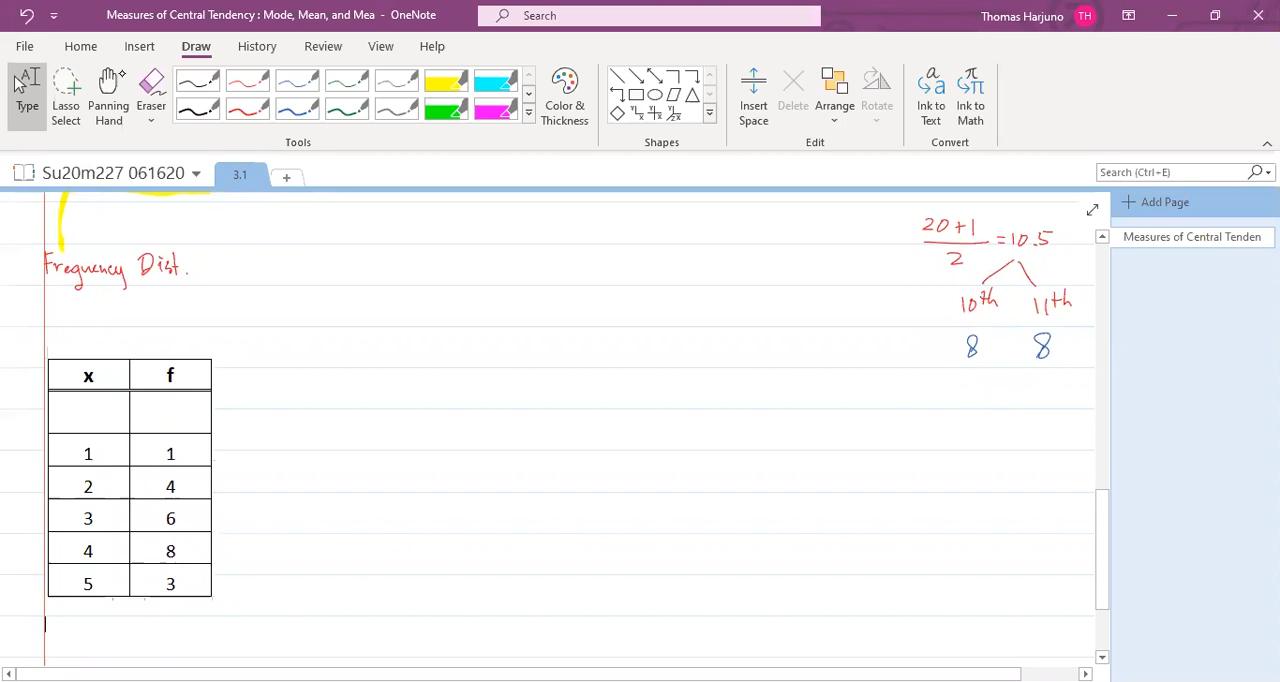 Measures of Central Tendency : Mode, Mean, and Mea - OneNote
Search
Thomas Harjuno
TH
File
Home
Insert
Draw
History
Review
View
Help
Type
Lasso Select
Panning Hand
Eraser
Color & Thickness
Insert Space
Delete
Arrange
Rotate
Ink to Text
Ink to Math
Tools
Shapes
Edit
Convert
Su20m227 061620
3.1
Search (Ctrl+E)
Add Page
Measures of Central Tenden
20+1
2
= 10.5
10th 11th
8 8
Frequency Dist.
x f
1 1
2 4
3 6
4 8
5 3